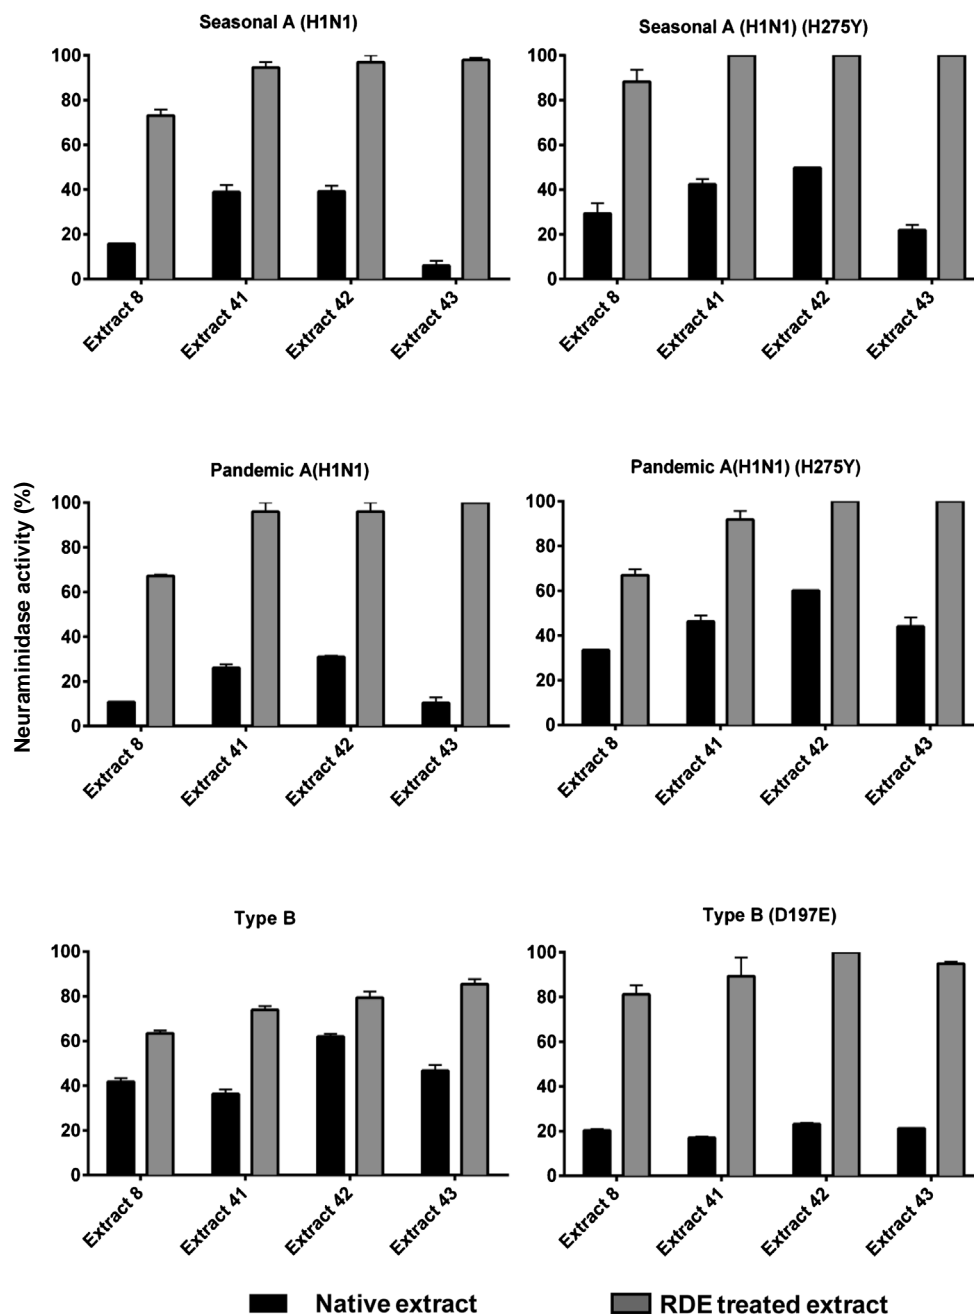 Seasonal A (H1N1)
100
80
60
40
20
0
Extract 8
Extract 41
Extract 42
Extract 43
Seasonal A (H1N1) (H275Y)
100
80
60
40
20
0
Extract 8
Extract 41
Extract 42
Extract 43
Neuraminidase activity (%)
Pandemic A(H1N1)
100
80
60
40
20
0
Extract 8
Extract 41
Extract 42
Extract 43
Pandemic A(H1N1) (H275Y)
100
80
60
40
20
0
Extract 8
Extract 41
Extract 42
Extract 43
Type B
100
80
60
40
20
0
Extract 8
Extract 41
Extract 42
Extract 43
Type B (D197E)
100
80
60
40
20
0
Extract 8
Extract 41
Extract 42
Extract 43
Native extract
RDE treated extract